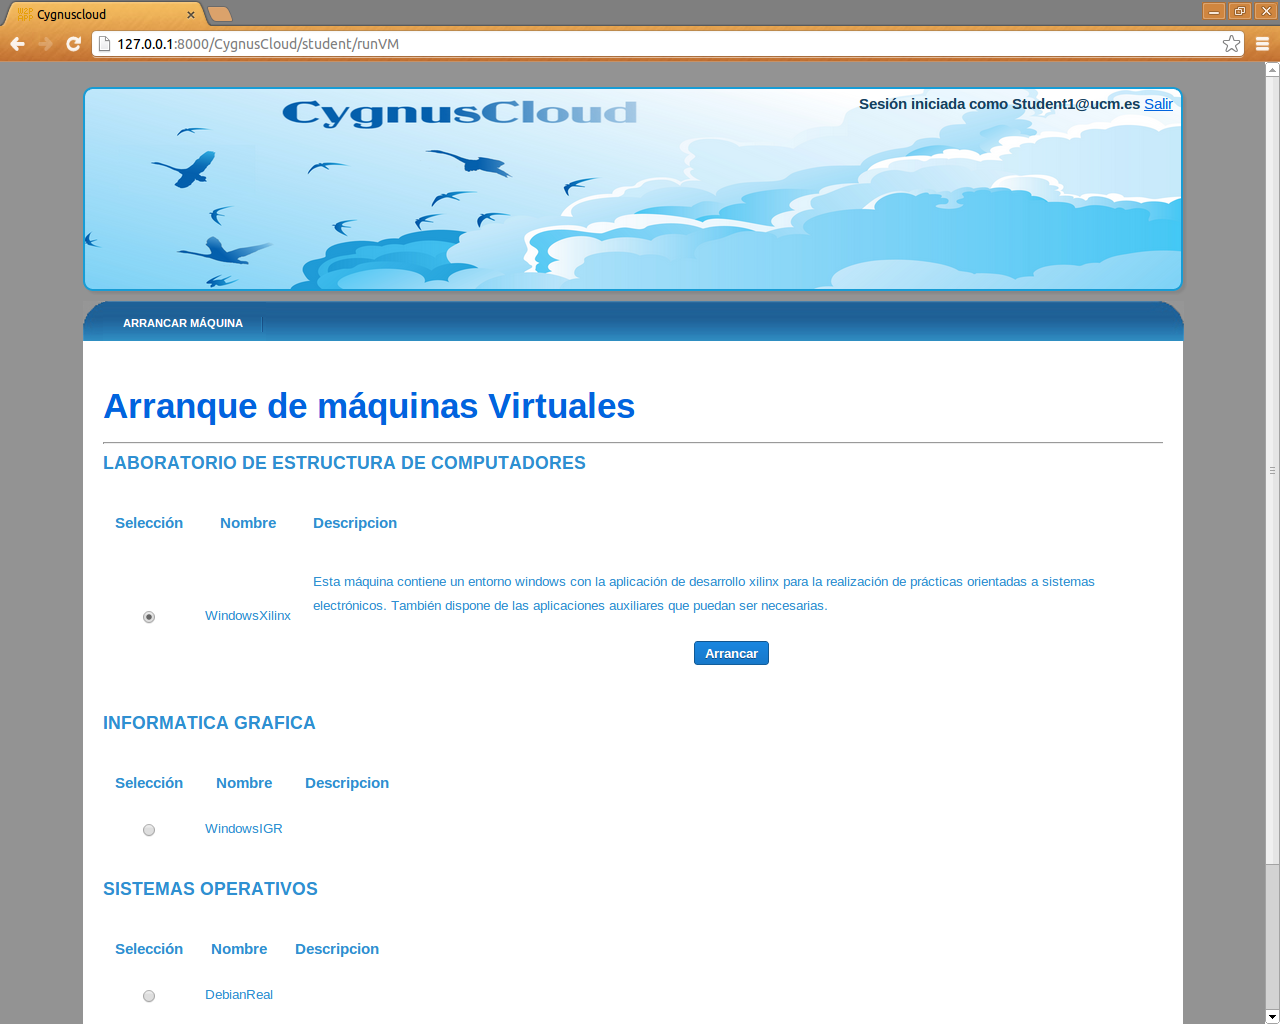 Cygnuscloud
127.0.0.1:8000/CygnusCloud/student/runVM
CygnusCloud
Sesión iniciada como Student1@ucm.es Salir
ARRANCAR MÁQUINA
Arranque de máquinas Virtuales
LABORATORIO DE ESTRUCTURA DE COMPUTADORES
Selección Nombre Descripcion
Esta máquina contiene un entorno windows con la aplicación de desarrollo xilinx para la realización de prácticas orientadas a sistemas
electrónicos. También dispone de las aplicaciones auxiliares que puedan ser necesarias.
WindowsXilinx
Arrancar
INFORMATICA GRAFICA
Selección Nombre Descripcion
WindowsIGR
SISTEMAS OPERATIVOS
Selección Nombre Descripcion
DebianReal